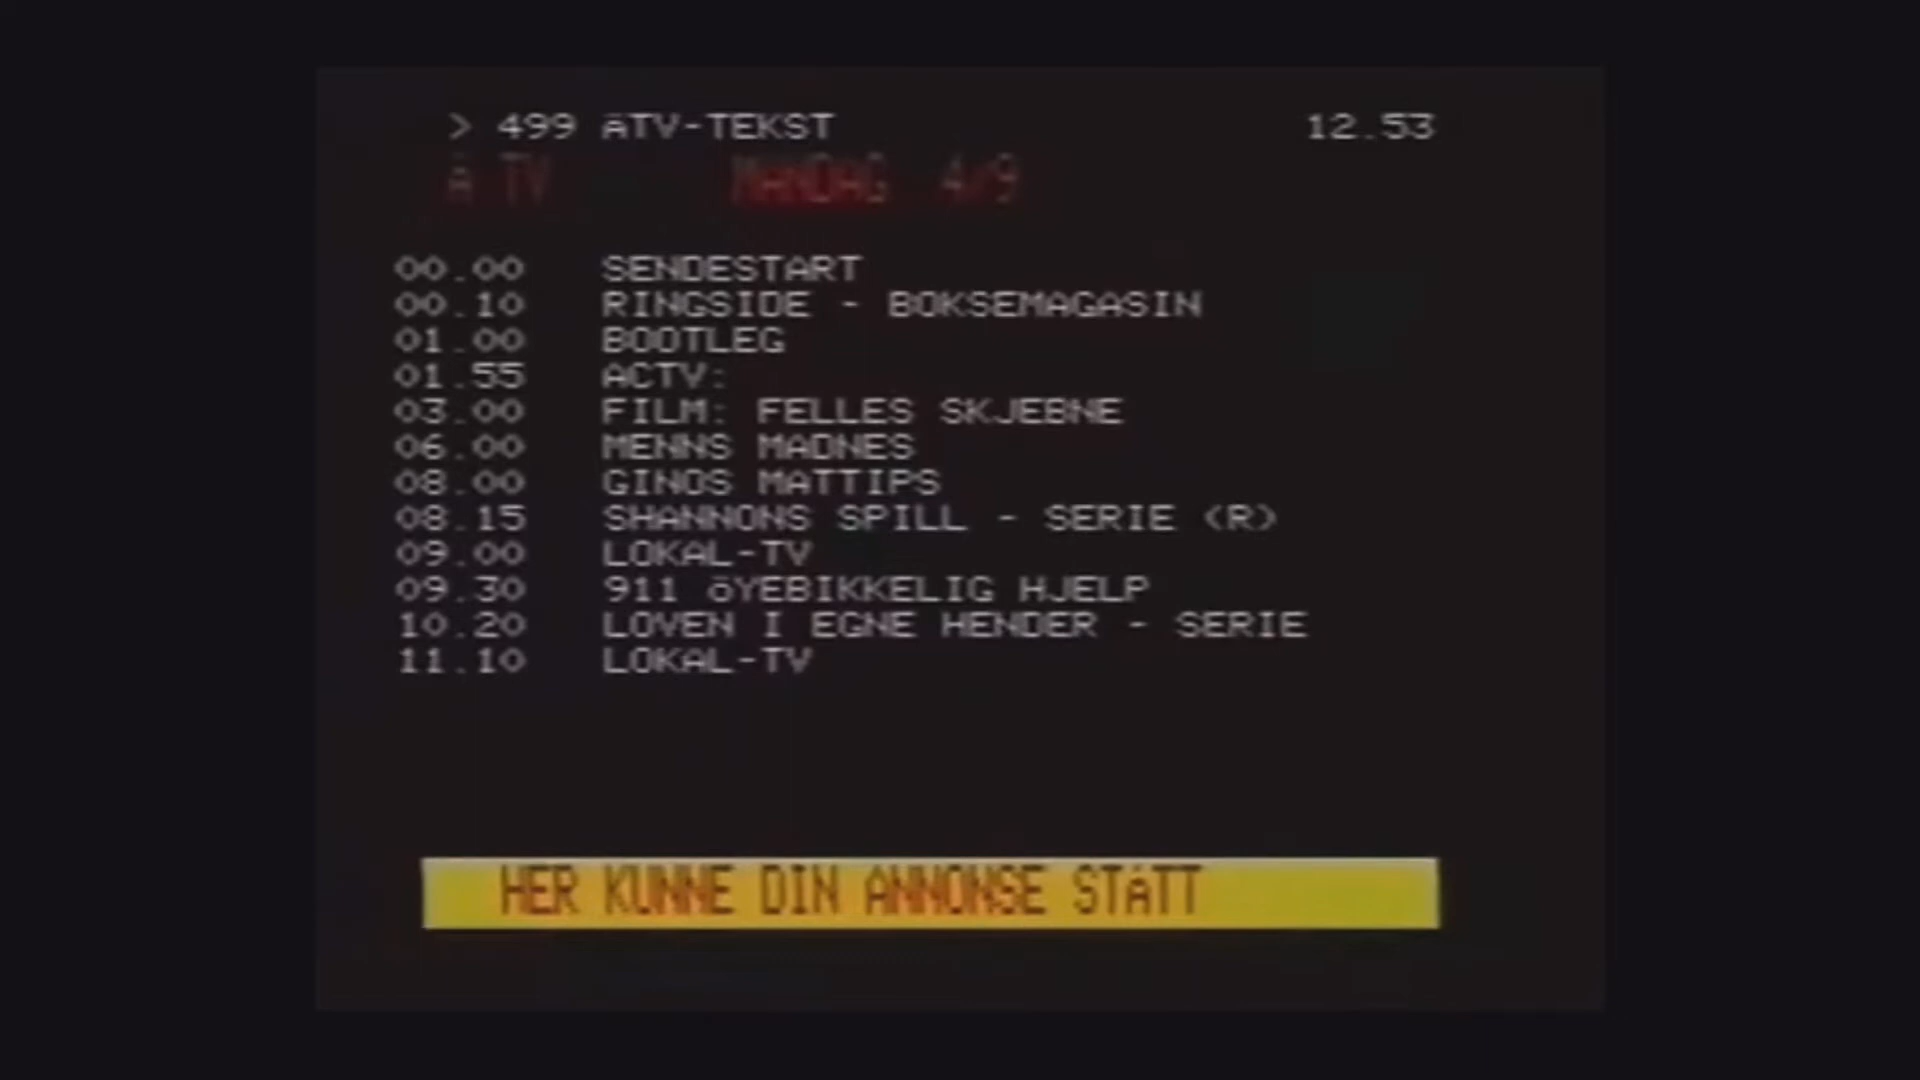 > 499 åTV-TEKST 12.53
å TV MANDAG 4/9
00.00 SENDESTART
00.10 RINGSIDE - BOKSEMAGASIN
01.00 BOOTLEG
01.55 ACTV:
03.00 FILM: FELLES SKJEBNE
06.00 MENNS MADNES
08.00 GINOS MATTIPS
08.15 SHANNONS SPILL - SERIE (R)
09.00 LOKAL-TV
09.30 911 öYEBIKKELIG HJELP
10.20 LOVEN I EGNE HENDER - SERIE
11.10 LOKAL-TV
HER KUNNE DIN ANNONSE STåTT